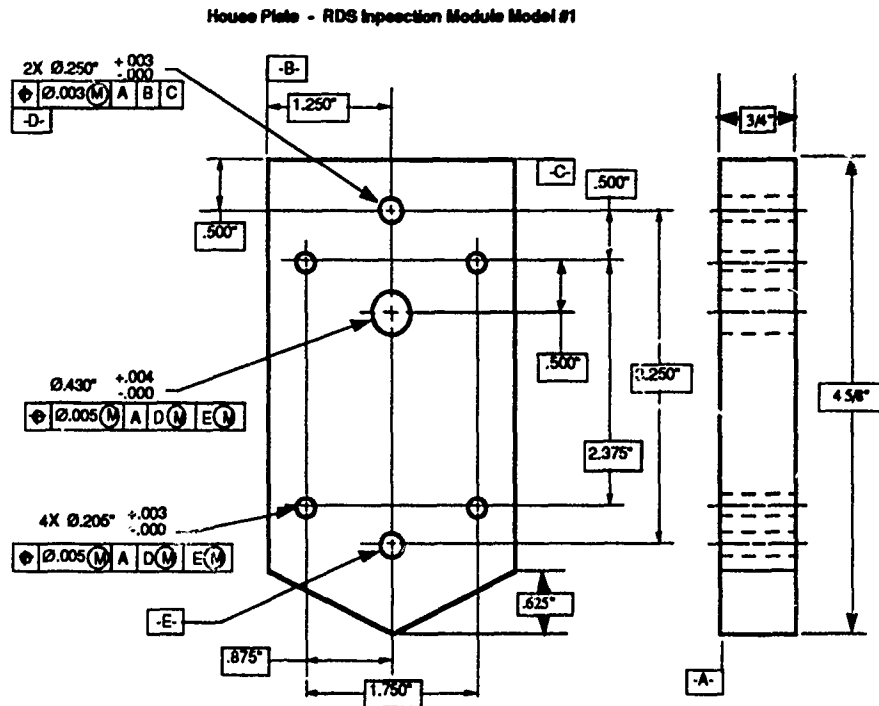 House Plate - RDS Inpsection Module Model #1
2X Ø.250" +.003 -.000
⌖ Ø.003 Ⓜ A B C
-D-
-B-
1.250"
3/4"
-C-
.500"
.500"
.500"
Ø.430" +.004 -.000
⌖ Ø.005 Ⓜ A D Ⓜ E Ⓜ
4 5/8"
2.375"
4X Ø.205" +.003 -.000
⌖ Ø.005 Ⓜ A D Ⓜ E Ⓜ
.625"
-E-
.875"
1.750"
-A-